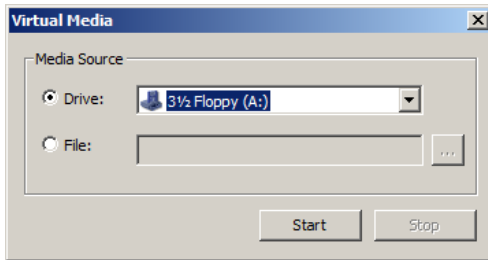 Virtual Media
Media Source
Drive: 3½ Floppy (A:)
File: ...
Start Stop